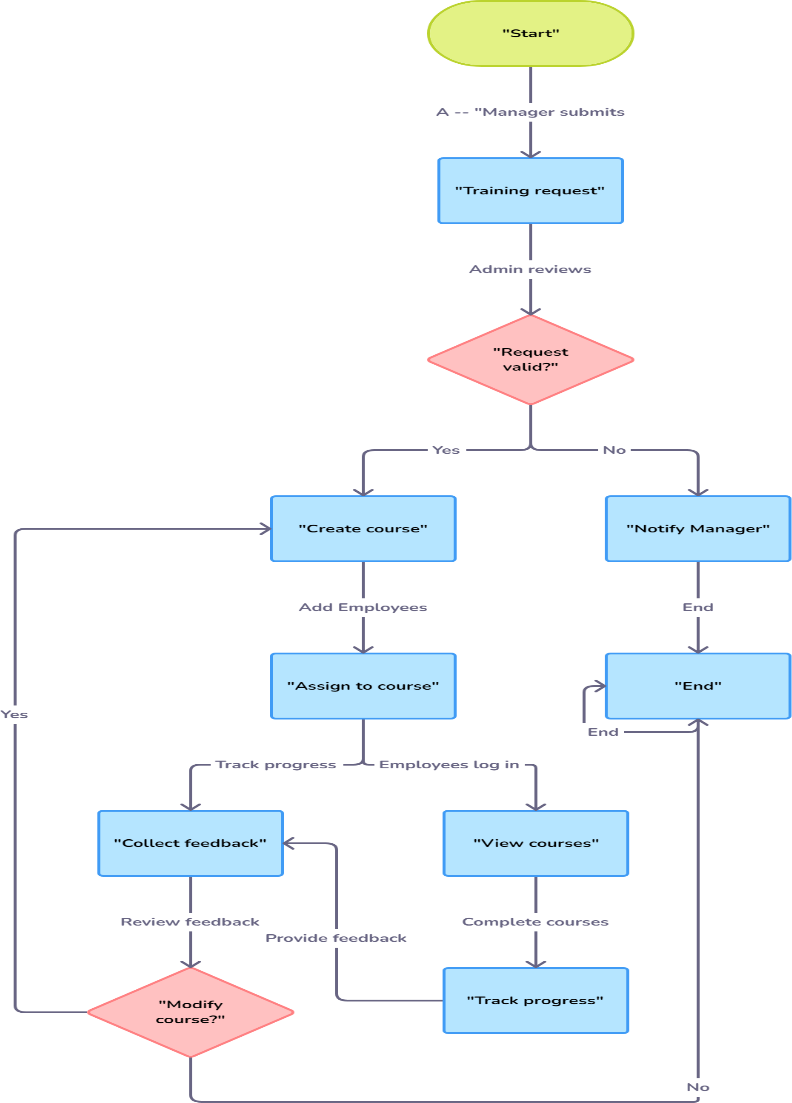 "Start"
A -- "Manager submits
"Training request"
Admin reviews
"Request
valid?"
Yes
No
"Create course"
"Notify Manager"
Add Employees
End
"Assign to course"
"End"
Yes
End
Track progress
Employees log in
"Collect feedback"
"View courses"
Review feedback
Complete courses
Provide feedback
"Modify
course?"
"Track progress"
No